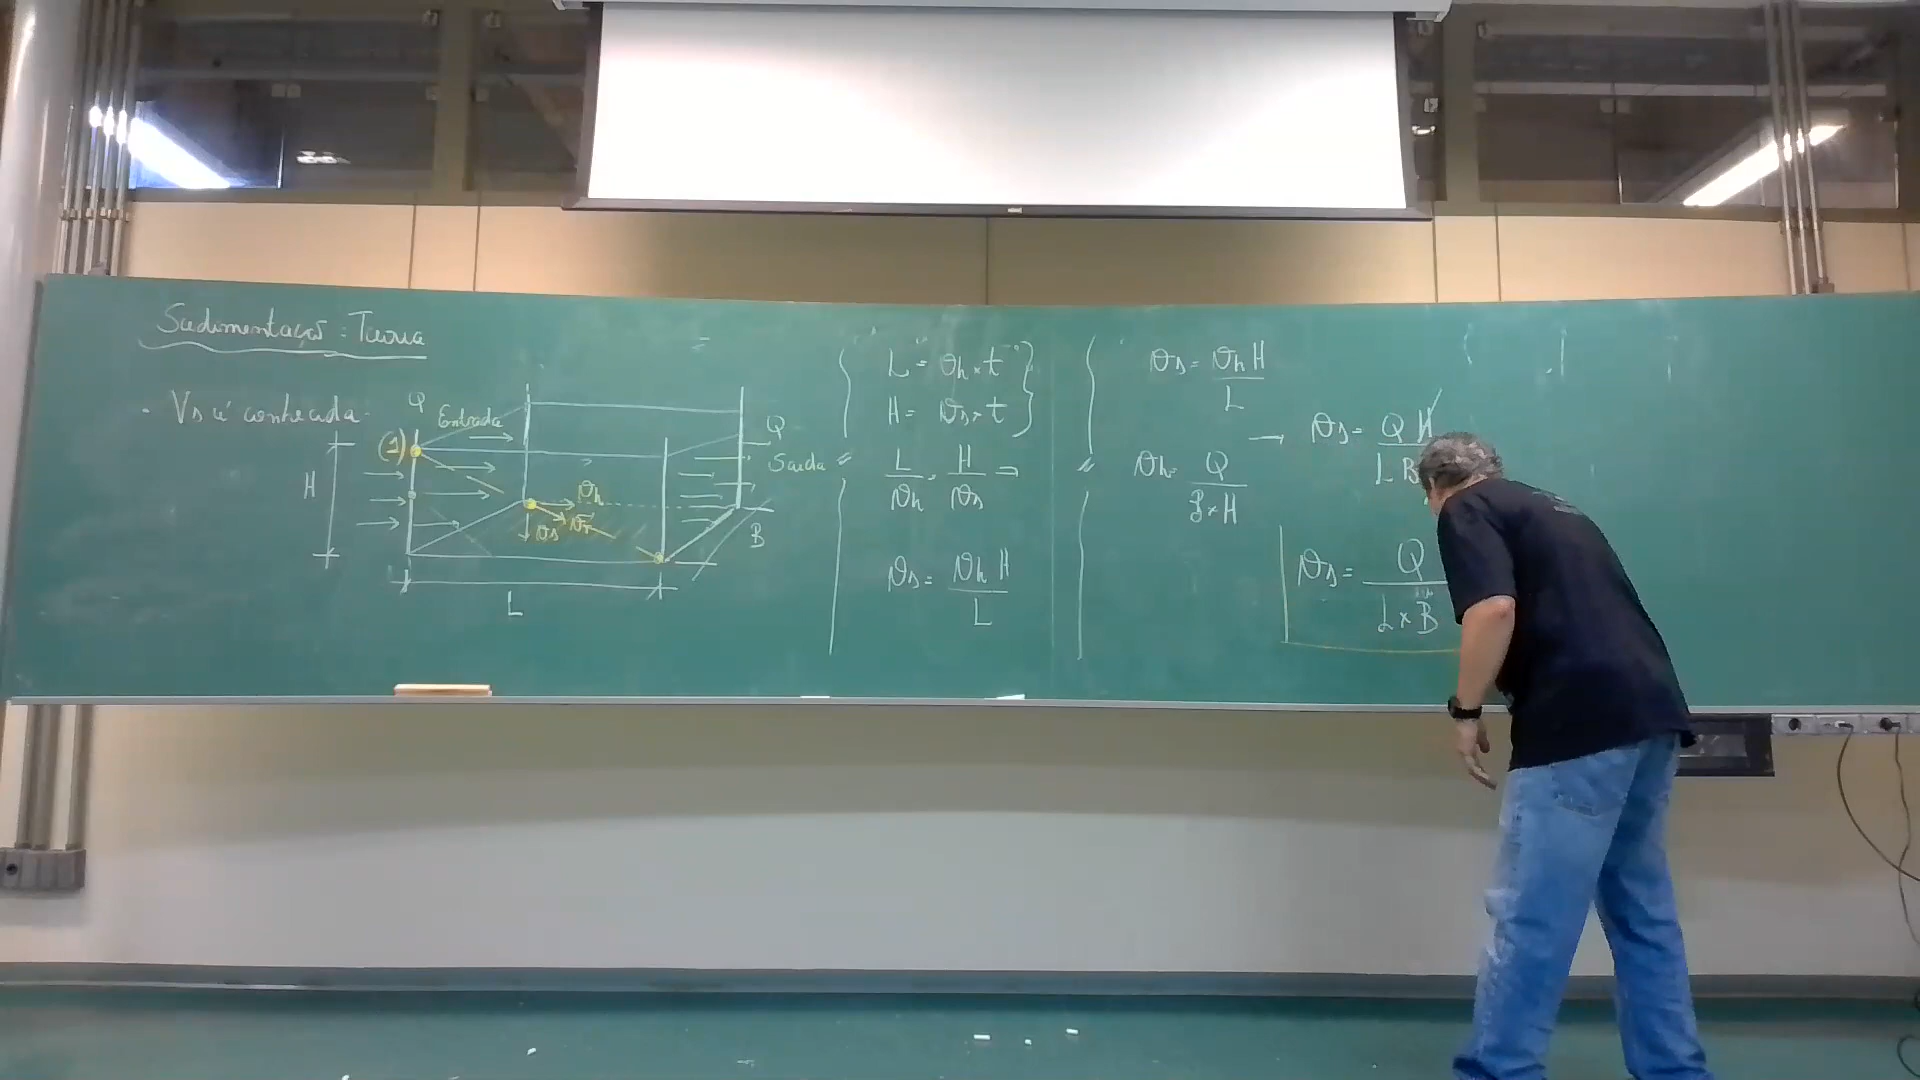 Sedimentação: Teoria
. Vs é conhecida.
Q
Entrada
(1)
H
vh
vs
vr
L
Q
Saída
B
L = vh × t
H = vs × t
L/vh = H/vs ⇒
vs = vh H / L
vs = vh H / L
vh = Q / B × H
→ vs = Q H / L B
vs = Q / L × B